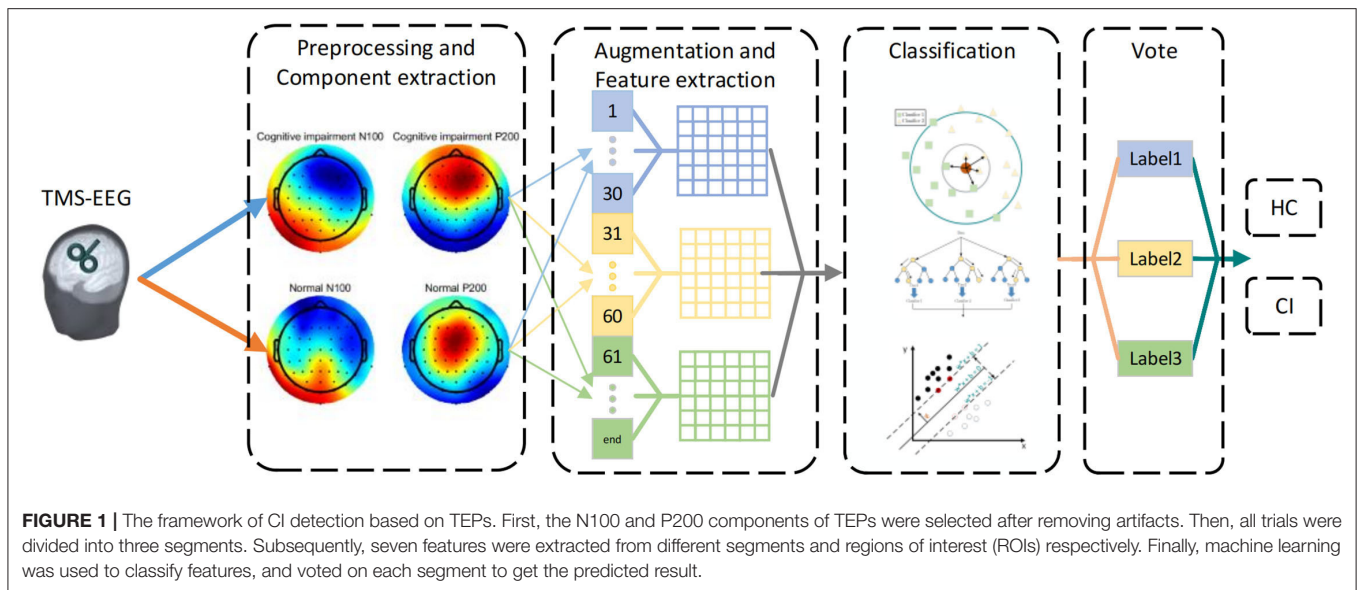 Preprocessing and
Component extraction
Augmentation and
Feature extraction
Classification
Vote
Cognitive impairment N100
Cognitive impairment P200
TMS-EEG
Normal N100
Normal P200
1
30
31
60
61
end
y
x
Label1
Label2
Label3
HC
CI
FIGURE 1 | The framework of CI detection based on TEPs. First, the N100 and P200 components of TEPs were selected after removing artifacts. Then, all trials were
divided into three segments. Subsequently, seven features were extracted from different segments and regions of interest (ROIs) respectively. Finally, machine learning
was used to classify features, and voted on each segment to get the predicted result.